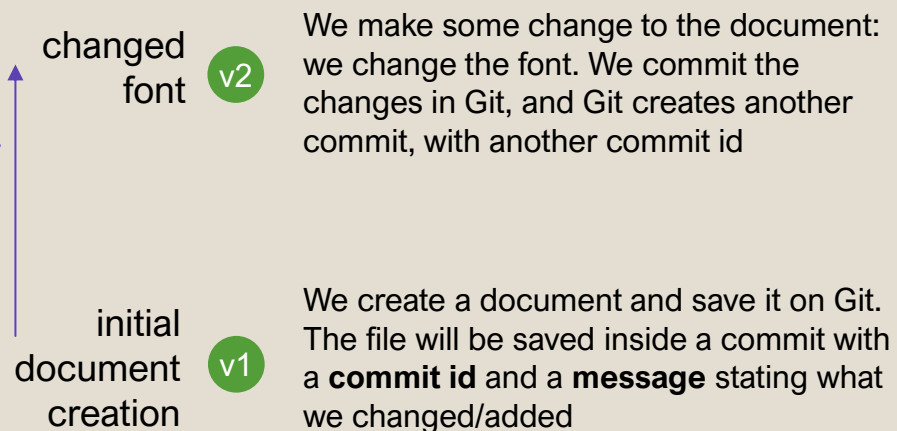 changed
font
v2
We make some change to the document:
we change the font. We commit the
changes in Git, and Git creates another
commit, with another commit id
initial
document
creation
v1
We create a document and save it on Git.
The file will be saved inside a commit with
a commit id and a message stating what
we changed/added